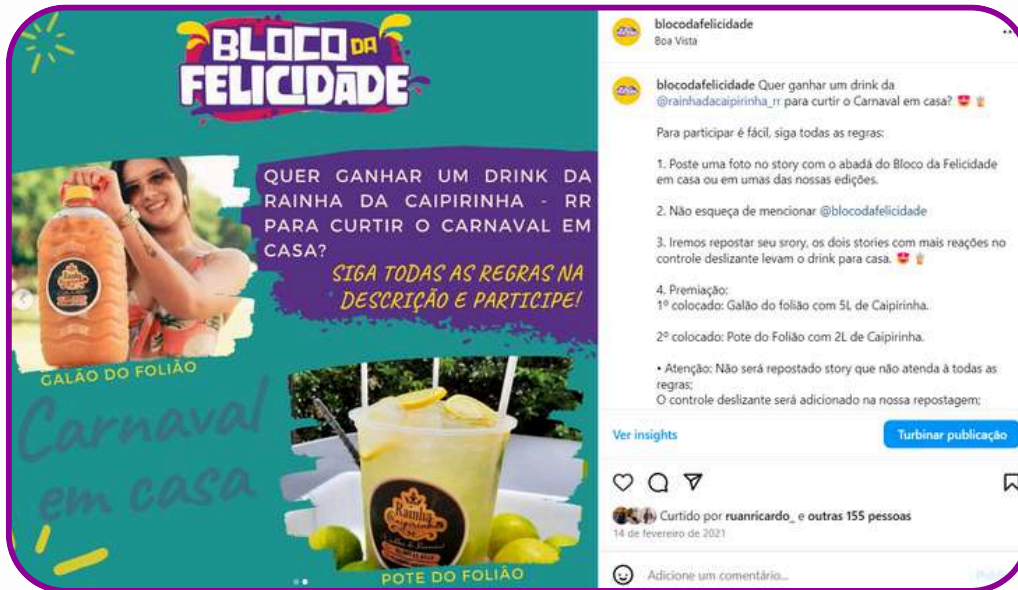 BLOCO DA
FELICIDADE
QUER GANHAR UM DRINK DA
RAINHA DA CAIPIRINHA - RR
PARA CURTIR O CARNAVAL EM
CASA?
SIGA TODAS AS REGRAS NA
DESCRIÇÃO E PARTICIPE!
GALÃO DO FOLIÃO
Carnaval
em casa
Rainha
Caipirinha
POTE DO FOLIÃO
blocodafelicidade
Boa Vista
blocodafelicidade Quer ganhar um drink da
@rainhadacaipirinha_rr para curtir o Carnaval em casa?
Para participar é fácil, siga todas as regras:
1. Poste uma foto no story com o abadá do Bloco da Felicidade
em casa ou em umas das nossas edições.
2. Não esqueça de mencionar @blocodafelicidade
3. Iremos repostar seu srory, os dois stories com mais reações no
controle deslizante levam o drink para casa.
4. Premiação:
1º colocado: Galão do folião com 5L de Caipirinha.
2º colocado: Pote do Folião com 2L de Caipirinha.
• Atenção: Não será repostado story que não atenda à todas as
regras;
O controle deslizante será adicionado na nossa repostagem;
Ver insights
Turbinar publicação
Curtido por ruanricardo_ e outras 155 pessoas
14 de fevereiro de 2021
Adicione um comentário...